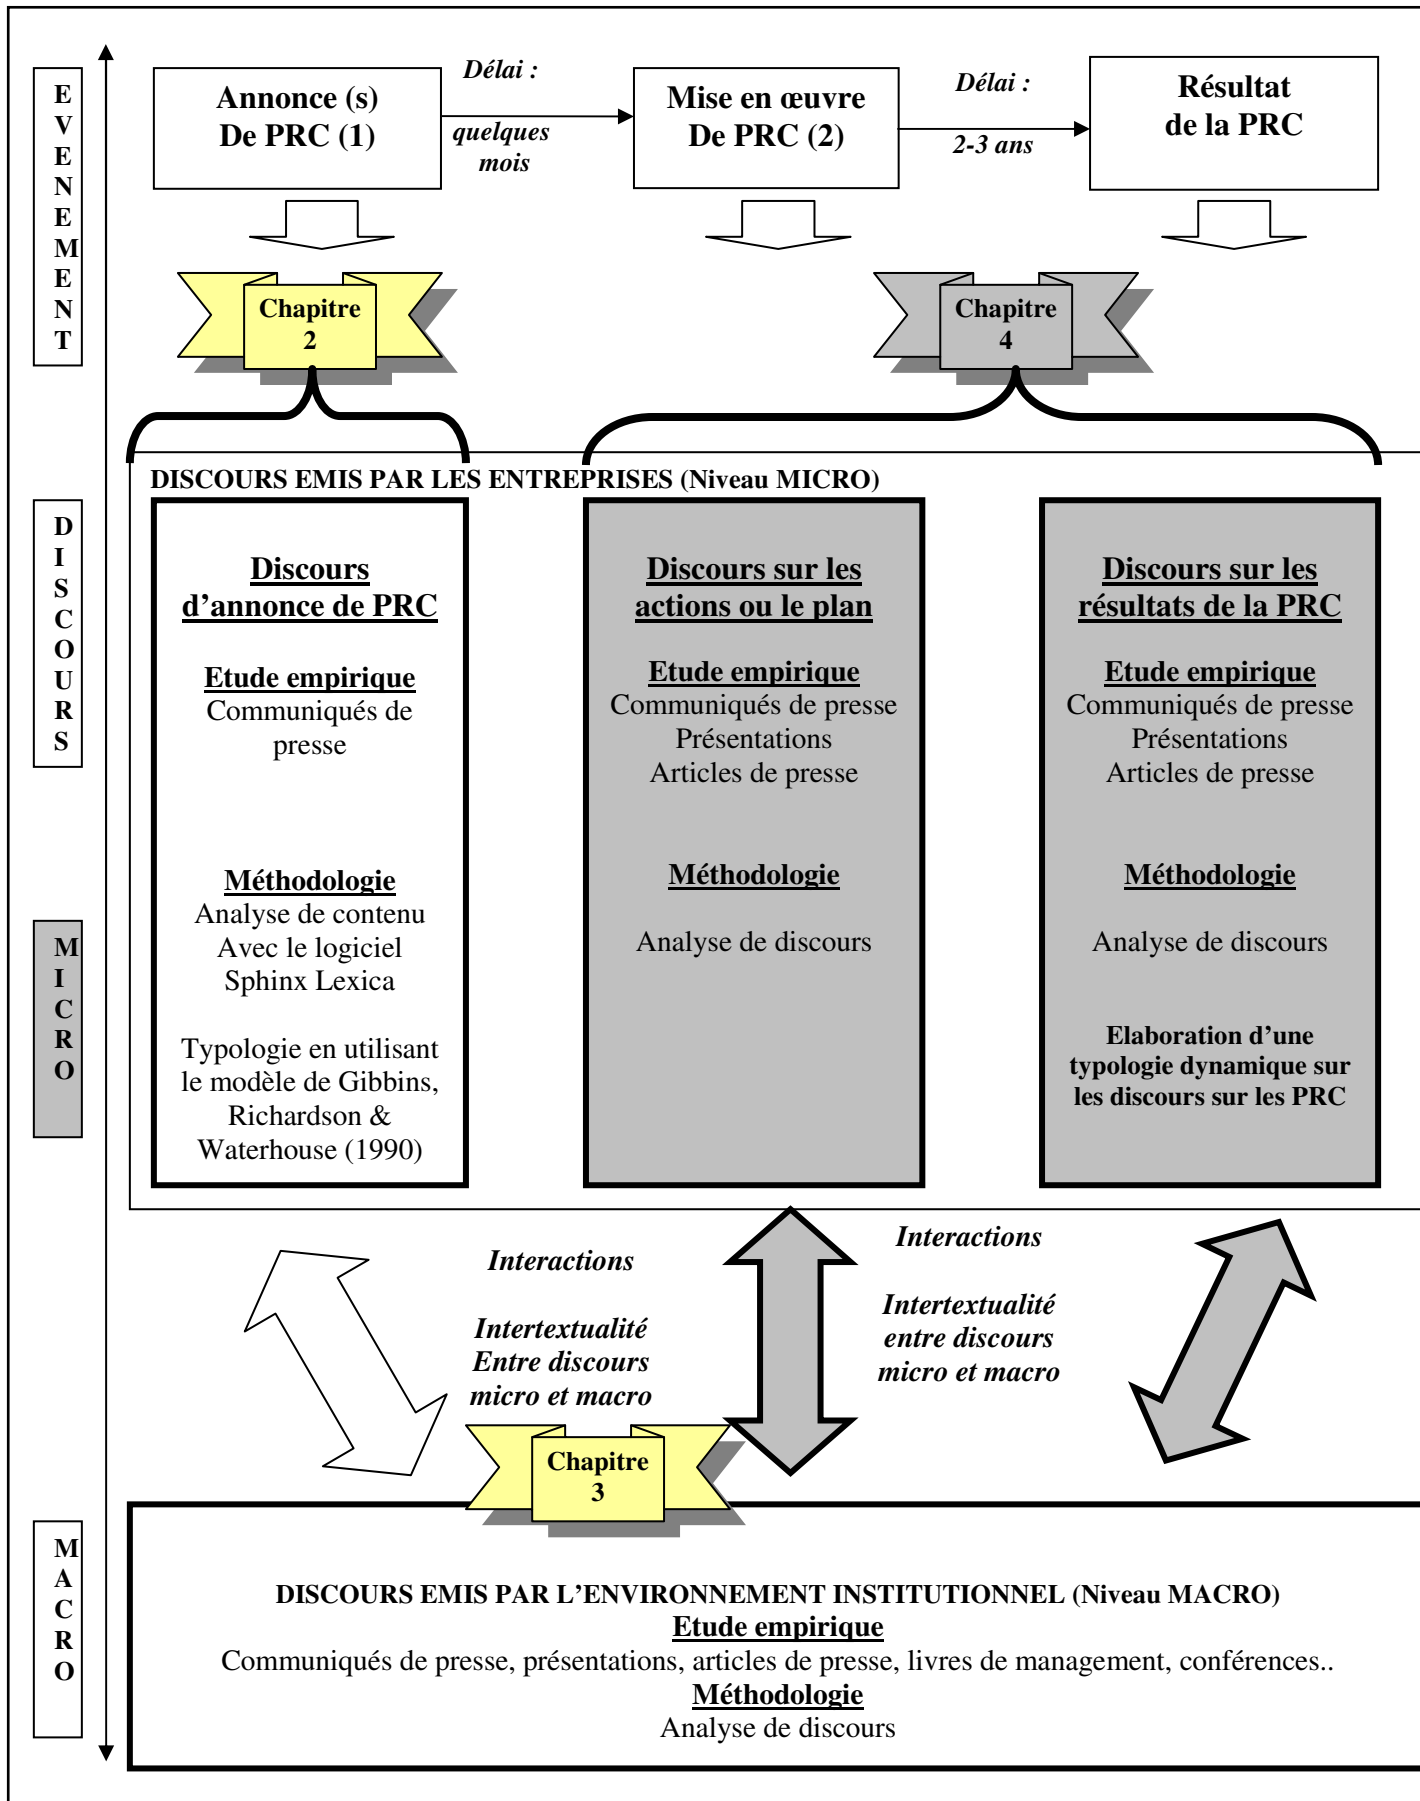 EVENEMENT
Annonce (s)
De PRC (1)
Délai :
quelques
mois
Mise en œuvre
De PRC (2)
Délai :
2-3 ans
Résultat
de la PRC
Chapitre
2
Chapitre
4
DISCOURS EMIS PAR LES ENTREPRISES (Niveau MICRO)
DISCOURS
MICRO
Discours
d’annonce de PRC
Etude empirique
Communiqués de
presse
Méthodologie
Analyse de contenu
Avec le logiciel
Sphinx Lexica
Typologie en utilisant
le modèle de Gibbins,
Richardson &
Waterhouse (1990)
Discours sur les
actions ou le plan
Etude empirique
Communiqués de presse
Présentations
Articles de presse
Méthodologie
Analyse de discours
Discours sur les
résultats de la PRC
Etude empirique
Communiqués de presse
Présentations
Articles de presse
Méthodologie
Analyse de discours
Elaboration d’une
typologie dynamique sur
les discours sur les PRC
Interactions
Intertextualité
Entre discours
micro et macro
Interactions
Intertextualité
entre discours
micro et macro
Chapitre
3
MACRO
DISCOURS EMIS PAR L’ENVIRONNEMENT INSTITUTIONNEL (Niveau MACRO)
Etude empirique
Communiqués de presse, présentations, articles de presse, livres de management, conférences..
Méthodologie
Analyse de discours